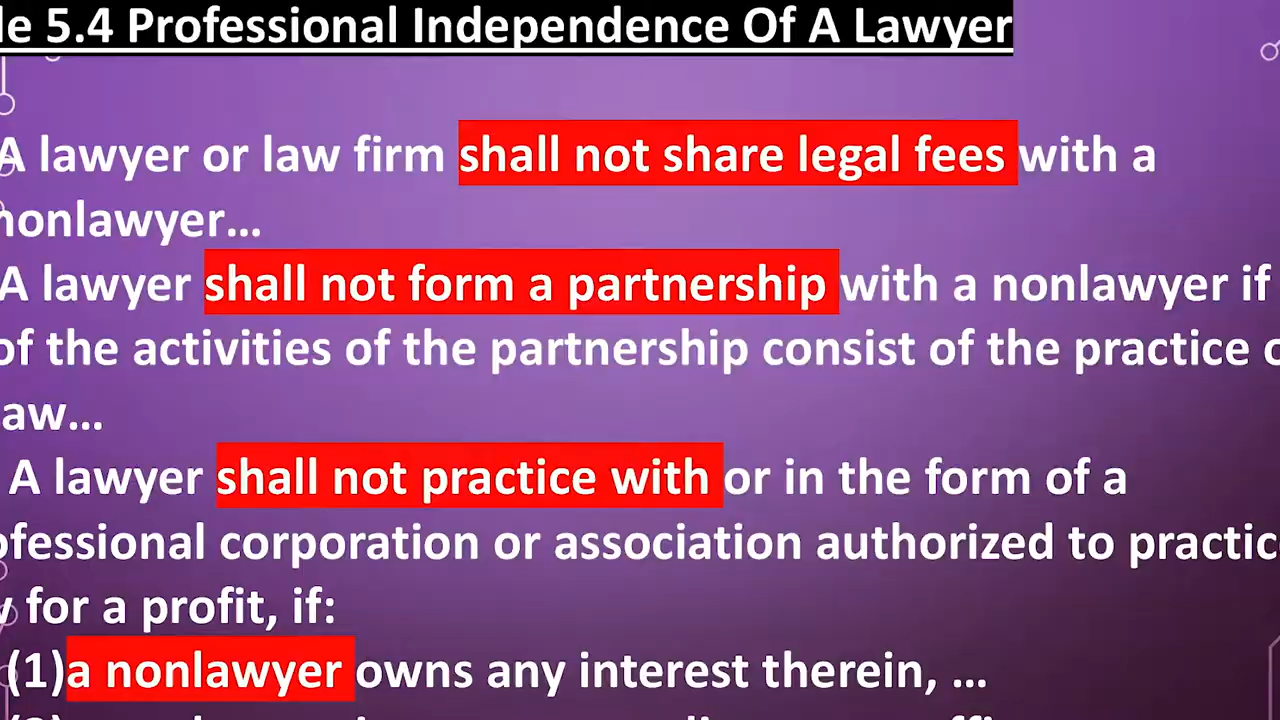 le 5.4 Professional Independence Of A Lawyer
A lawyer or law firm shall not share legal fees with a
nonlawyer…
A lawyer shall not form a partnership with a nonlawyer if
of the activities of the partnership consist of the practice o
aw…
A lawyer shall not practice with or in the form of a
ofessional corporation or association authorized to practic
for a profit, if:
(1)a nonlawyer owns any interest therein, …